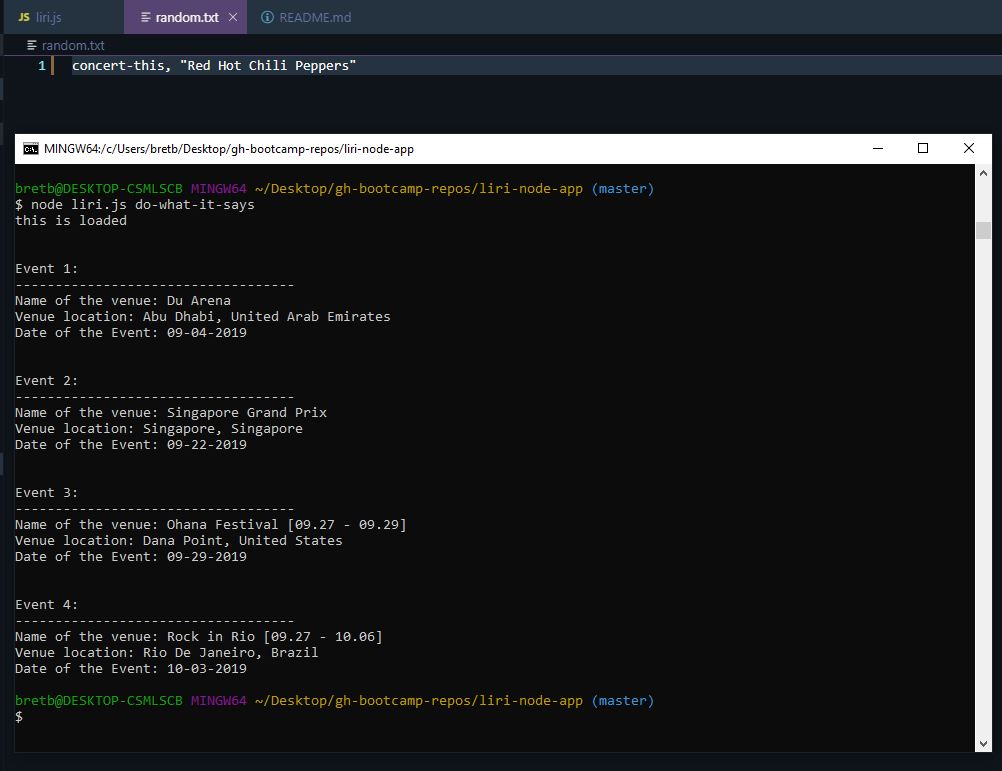 JS liri.js random.txt README.md
random.txt
1 concert-this, "Red Hot Chili Peppers"
MINGW64:/c/Users/bretb/Desktop/gh-bootcamp-repos/liri-node-app
bretb@DESKTOP-CSMLSCB MINGW64 ~/Desktop/gh-bootcamp-repos/liri-node-app (master)
$ node liri.js do-what-it-says
this is loaded
Event 1:
-----------------------------------
Name of the venue: Du Arena
Venue location: Abu Dhabi, United Arab Emirates
Date of the Event: 09-04-2019
Event 2:
-----------------------------------
Name of the venue: Singapore Grand Prix
Venue location: Singapore, Singapore
Date of the Event: 09-22-2019
Event 3:
-----------------------------------
Name of the venue: Ohana Festival [09.27 - 09.29]
Venue location: Dana Point, United States
Date of the Event: 09-29-2019
Event 4:
-----------------------------------
Name of the venue: Rock in Rio [09.27 - 10.06]
Venue location: Rio De Janeiro, Brazil
Date of the Event: 10-03-2019
bretb@DESKTOP-CSMLSCB MINGW64 ~/Desktop/gh-bootcamp-repos/liri-node-app (master)
$